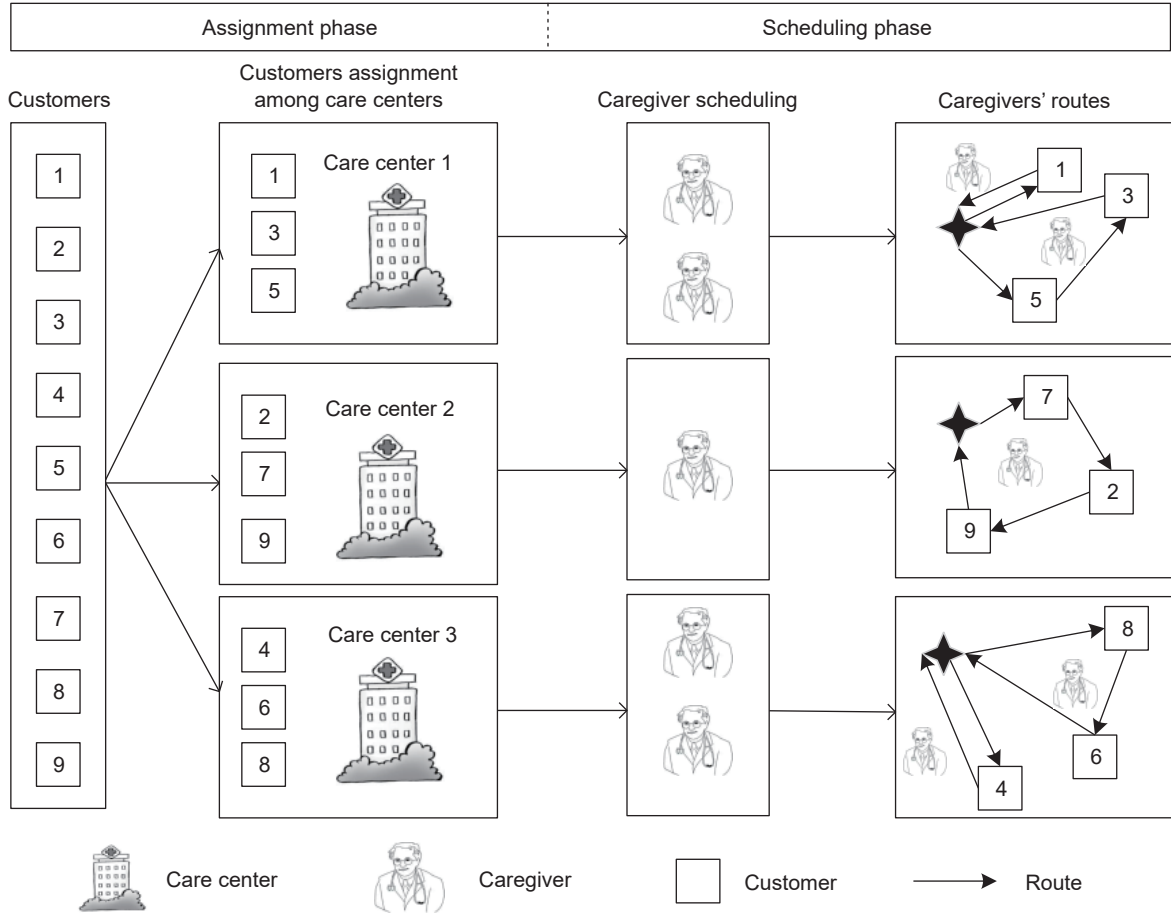 Assignment phase
Scheduling phase
Customers
Customers assignment
among care centers
Caregiver scheduling
Caregivers' routes
1
2
3
4
5
6
7
8
9
Care center 1
1
3
5
Care center 2
2
7
9
Care center 3
4
6
8
1
3
5
7
2
9
8
6
4
Care center
Caregiver
Customer
Route